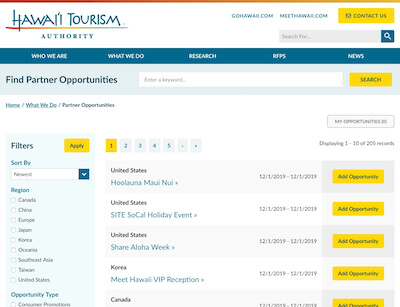 HAWAI'I TOURISM
AUTHORITY
GOHAWAII.COM MEETHAWAII.COM CONTACT US
Search For...
WHO WE ARE WHAT WE DO RESEARCH RFPS NEWS
Find Partner Opportunities Enter a keyword... SEARCH
Home / What We Do / Partner Opportunities
MY OPPORTUNITIES (0)
Filters Apply 1 2 3 4 5 › » Displaying 1 - 10 of 205 records
Sort By
Newest
United States
Hoolauna Maui Nui » 12/1/2019 - 12/1/2019 Add Opportunity
Region
Canada
China
Europe
Japan
Korea
Oceania
Southeast Asia
Taiwan
United States
United States
SITE SoCal Holiday Event » 12/1/2019 - 12/1/2019 Add Opportunity
United States
Share Aloha Week » 12/1/2019 - 12/1/2019 Add Opportunity
Korea
Meet Hawaii VIP Reception » 12/1/2019 - 12/1/2019 Add Opportunity
Opportunity Type
Consumer Promotions
Canada